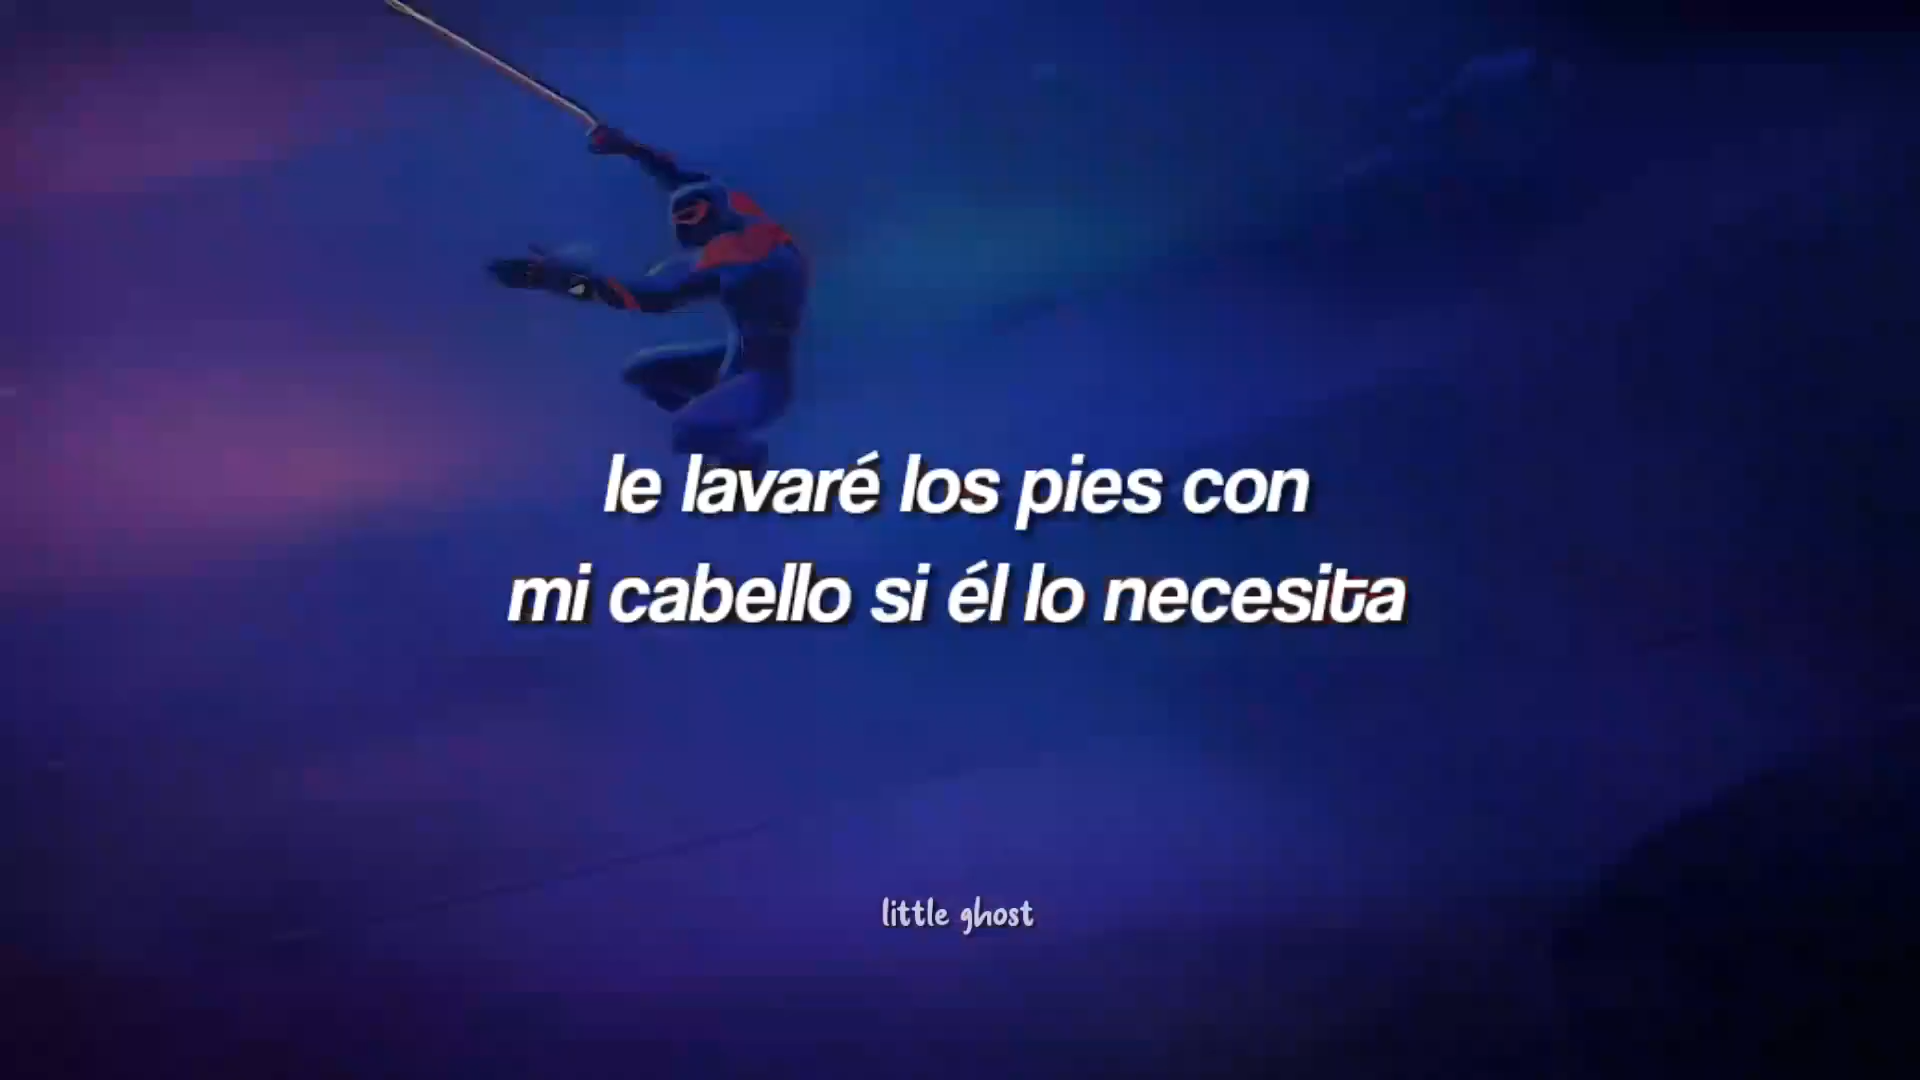 le lavaré los pies con
mi cabello si él lo necesita
little ghost